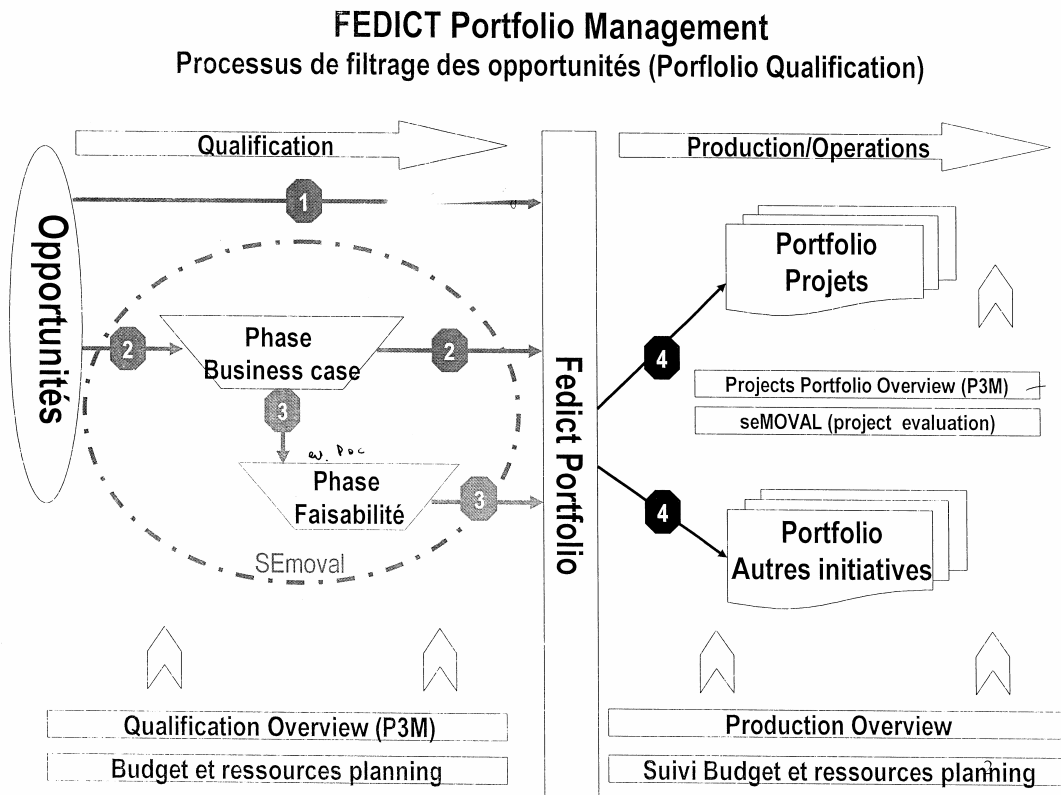 FEDICT Portfolio Management
Processus de filtrage des opportunités (Porflolio Qualification)
Qualification
Production/Operations
Opportunités
1
2
Phase
Business case
2
3
Phase
Faisabilité
3
SEmoval
Fedict Portfolio
4
Portfolio
Projets
Projects Portfolio Overview (P3M)
seMOVAL (project evaluation)
4
Portfolio
Autres initiatives
Qualification Overview (P3M)
Budget et ressources planning
Production Overview
Suivi Budget et ressources planning